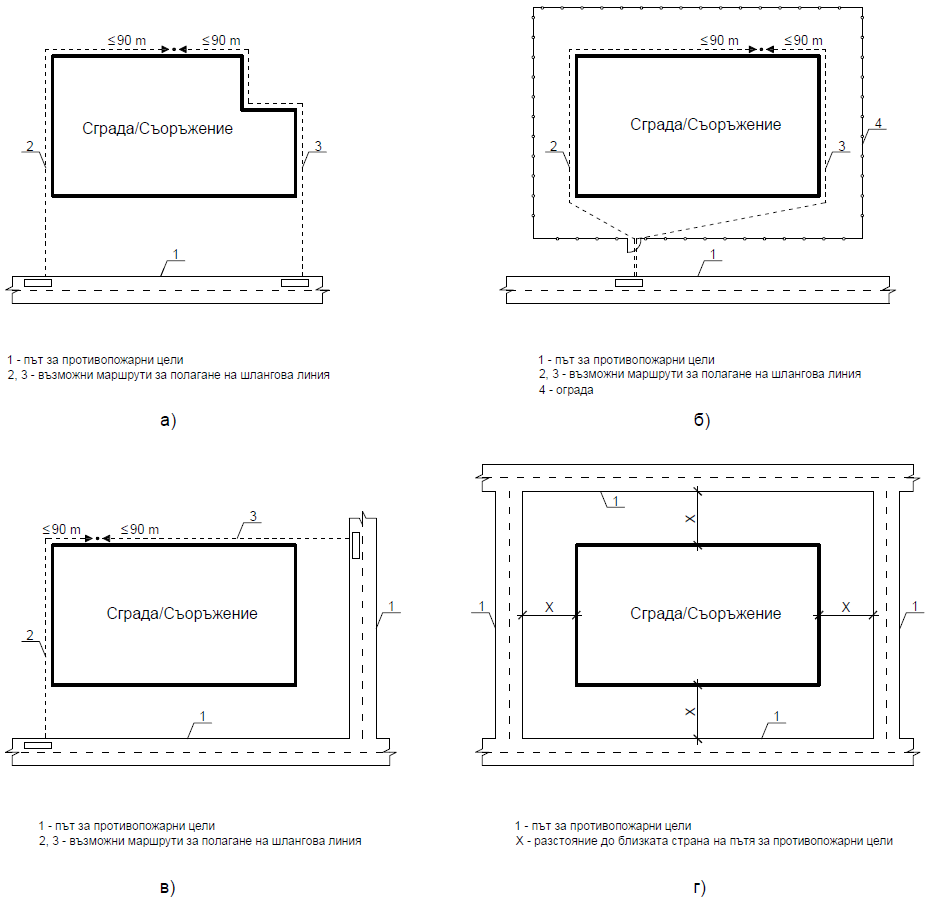 ≤90 m ≤90 m
Сграда/Съоръжение
2
3
1
1 - път за противопожарни цели
2, 3 - възможни маршрути за полагане на шлангова линия
а)
≤90 m ≤90 m
Сграда/Съоръжение
4
2
3
1
1 - път за противопожарни цели
2, 3 - възможни маршрути за полагане на шлангова линия
4 - ограда
б)
3
≤90 m ≤90 m
Сграда/Съоръжение
1
2
1
1 - път за противопожарни цели
2, 3 - възможни маршрути за полагане на шлангова линия
в)
1
X
1
X
Сграда/Съоръжение
X
1
X
1
1 - път за противопожарни цели
X - разстояние до близката страна на пътя за противопожарни цели
г)